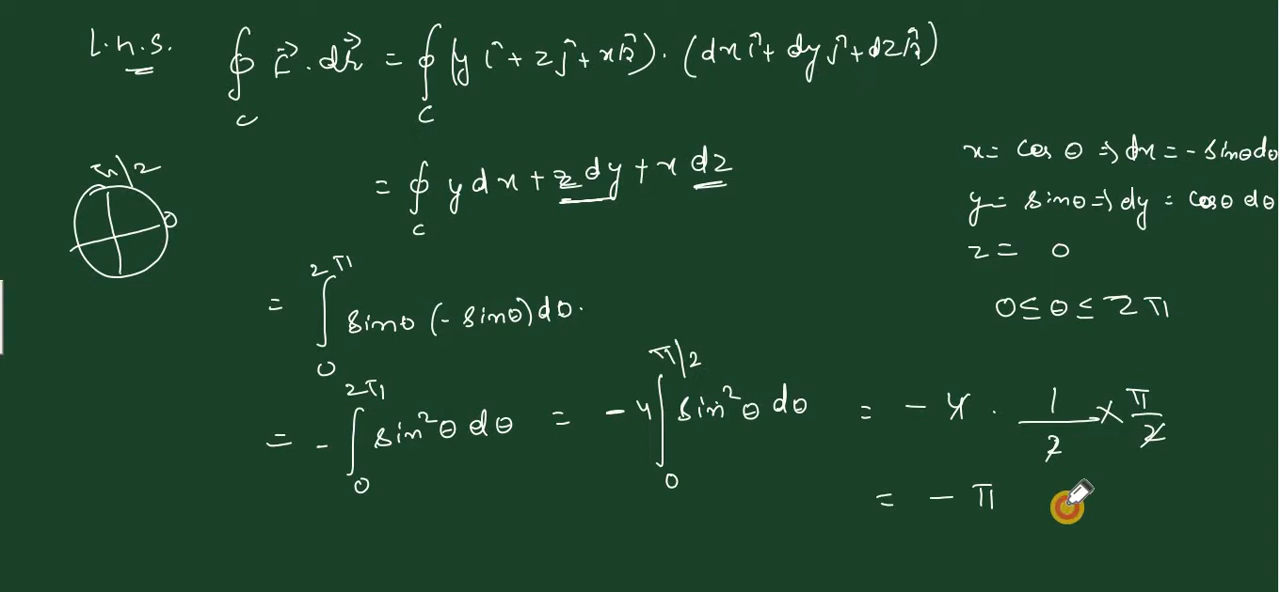 L.h.s. ∮_C F⃗ . dr⃗ = ∮_C (y î + z ĵ + x k̂) . (dx î + dy ĵ + dz k̂)
π/2
0
= ∮_C y dx + z dy + x dz
x = cos θ ⇒ dx = - sinθ dθ
y = sinθ ⇒ dy = cosθ dθ
z = 0
0 ≤ θ ≤ 2π
= ∫_0^{2π} sinθ (- sinθ) dθ.
= - ∫_0^{2π} sin²θ dθ = - 4 ∫_0^{π/2} sin²θ dθ = - 4 . 1/2 × π/2
= - π